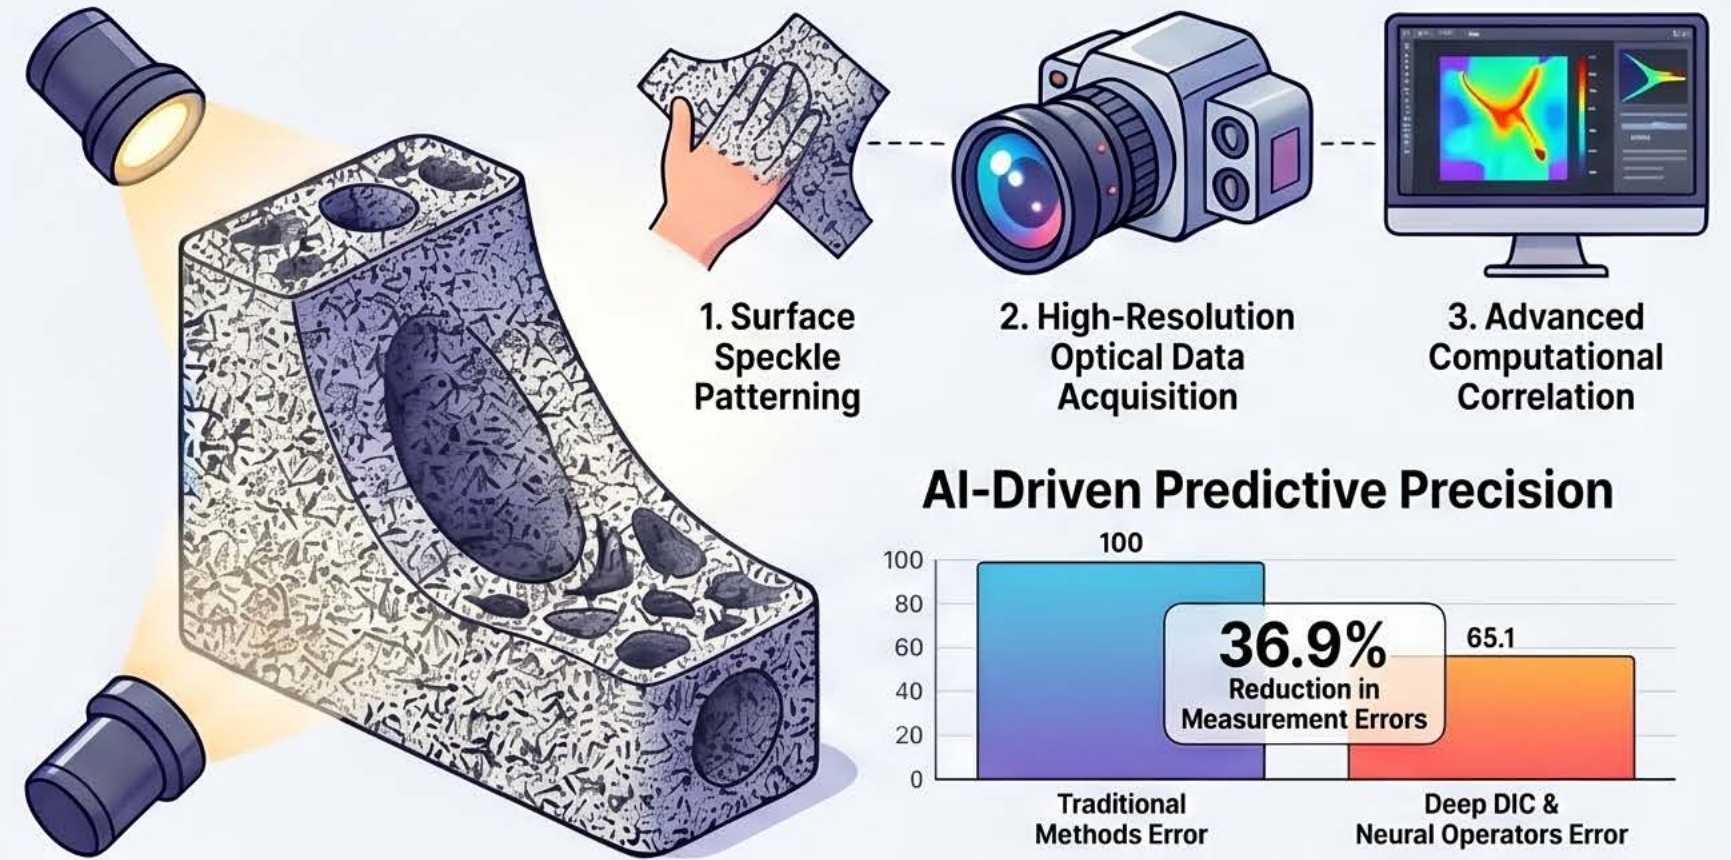 1. Surface
Speckle
Patterning
2. High-Resolution
Optical Data
Acquisition
3. Advanced
Computational
Correlation
AI-Driven Predictive Precision
100
100
80
60
40
20
0
36.9%
Reduction in
Measurement Errors
65.1
Traditional
Methods Error
Deep DIC &
Neural Operators Error